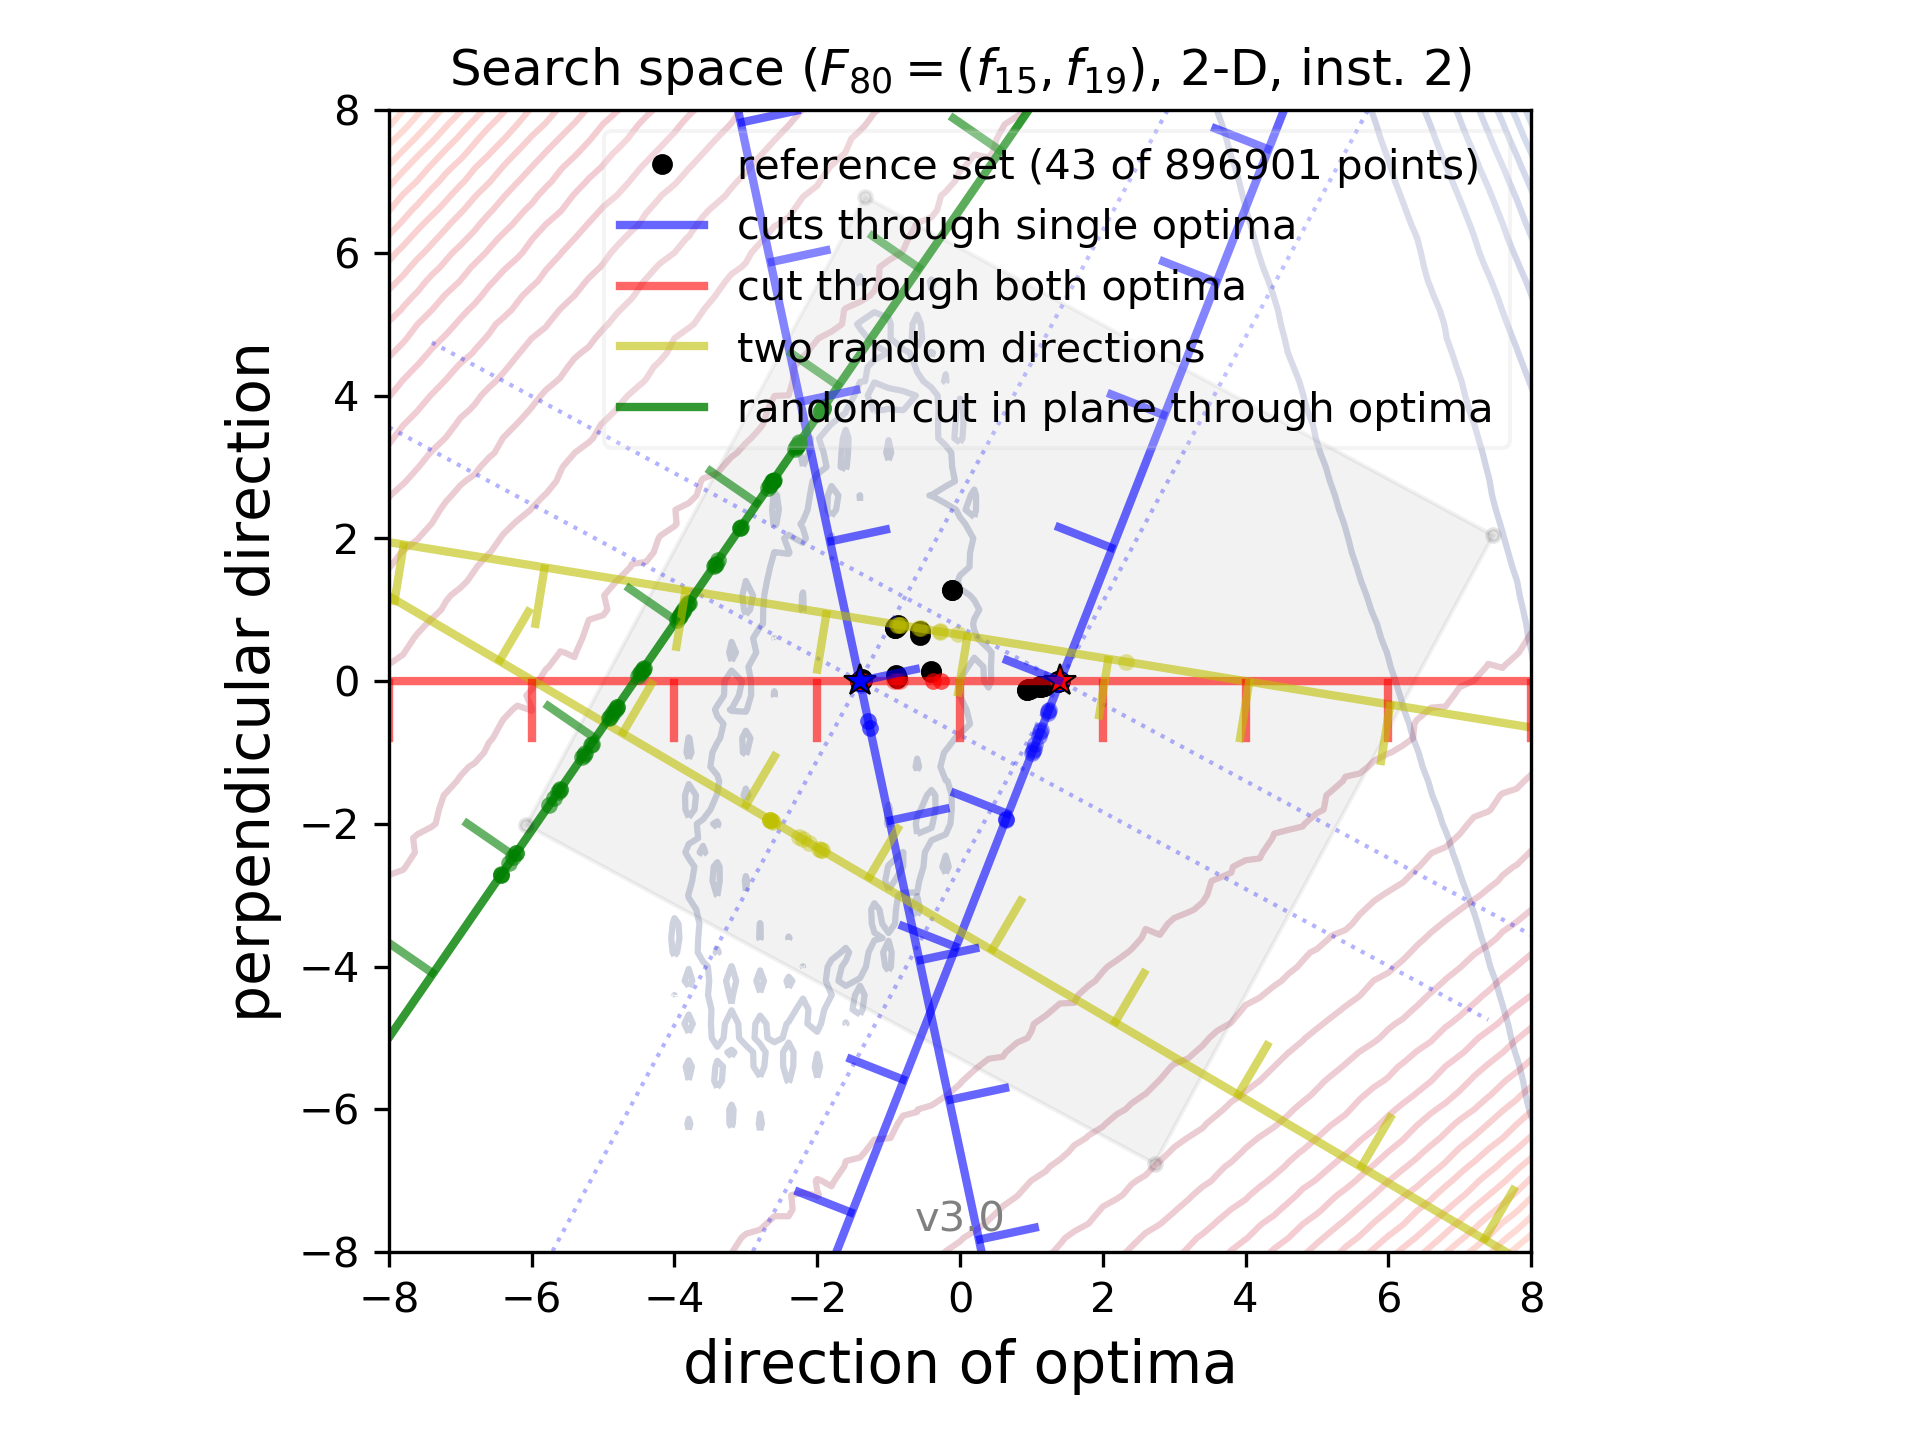 Search space (F₈₀ = (f₁₅, f₁₉), 2-D, inst. 2)
8
6
4
2
0
−2
−4
−6
−8
perpendicular direction
reference set (43 of 896901 points)
cuts through single optima
cut through both optima
two random directions
random cut in plane through optima
v3.0
−8 −6 −4 −2 0 2 4 6 8
direction of optima